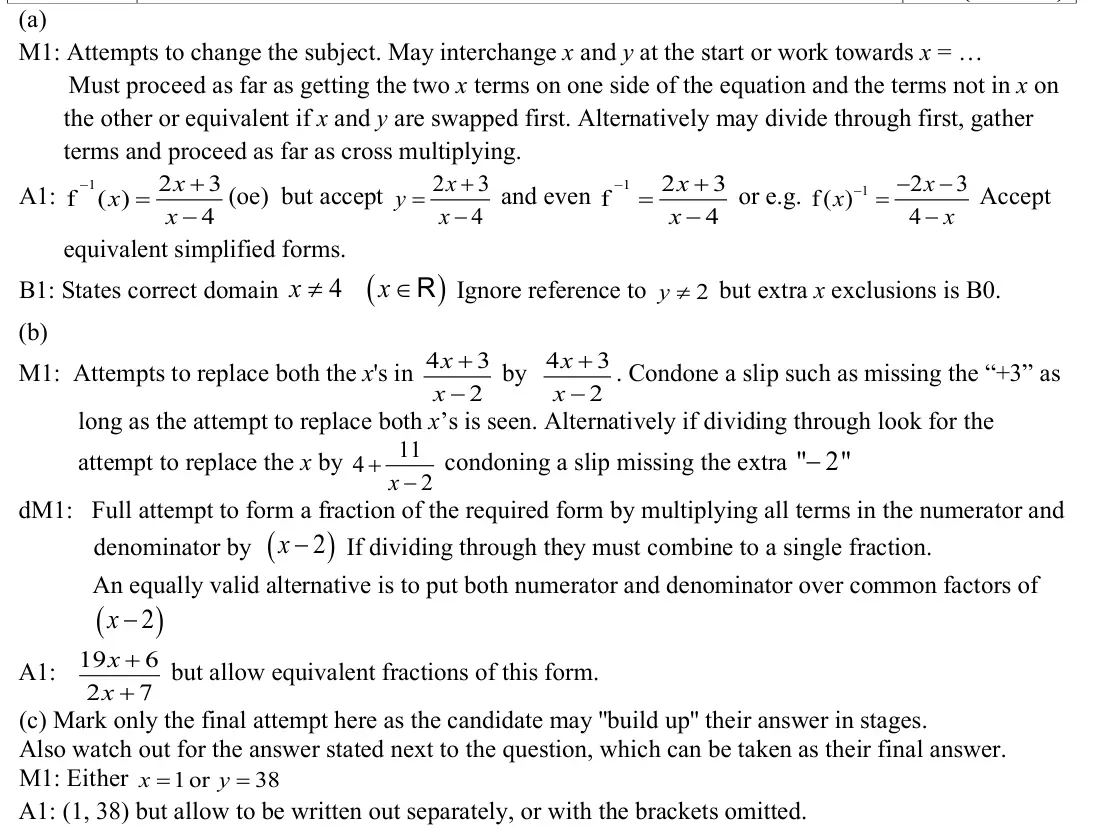 (a)
M1: Attempts to change the subject. May interchange x and y at the start or work towards x = …
Must proceed as far as getting the two x terms on one side of the equation and the terms not in x on
the other or equivalent if x and y are swapped first. Alternatively may divide through first, gather
terms and proceed as far as cross multiplying.
A1: f⁻¹(x) = (2x+3)/(x−4) (oe) but accept y = (2x+3)/(x−4) and even f⁻¹ = (2x+3)/(x−4) or e.g. f(x)⁻¹ = (−2x−3)/(4−x) Accept
equivalent simplified forms.
B1: States correct domain x ≠ 4 (x ∈ R) Ignore reference to y ≠ 2 but extra x exclusions is B0.
(b)
M1: Attempts to replace both the x's in (4x+3)/(x−2) by (4x+3)/(x−2). Condone a slip such as missing the “+3” as
long as the attempt to replace both x’s is seen. Alternatively if dividing through look for the
attempt to replace the x by 4+11/(x−2) condoning a slip missing the extra "−2"
dM1: Full attempt to form a fraction of the required form by multiplying all terms in the numerator and
denominator by (x−2) If dividing through they must combine to a single fraction.
An equally valid alternative is to put both numerator and denominator over common factors of
(x−2)
A1: (19x+6)/(2x+7) but allow equivalent fractions of this form.
(c) Mark only the final attempt here as the candidate may "build up" their answer in stages.
Also watch out for the answer stated next to the question, which can be taken as their final answer.
M1: Either x = 1 or y = 38
A1: (1, 38) but allow to be written out separately, or with the brackets omitted.